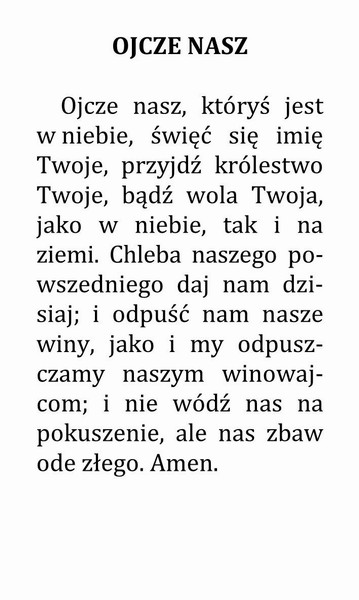 OJCZE NASZ
Ojcze nasz, któryś jest
w niebie, święć się imię
Twoje, przyjdź królestwo
Twoje, bądź wola Twoja,
jako w niebie, tak i na
ziemi. Chleba naszego po-
wszedniego daj nam dzi-
siaj; i odpuść nam nasze
winy, jako i my odpusz-
czamy naszym winowaj-
com; i nie wódź nas na
pokuszenie, ale nas zbaw
ode złego. Amen.